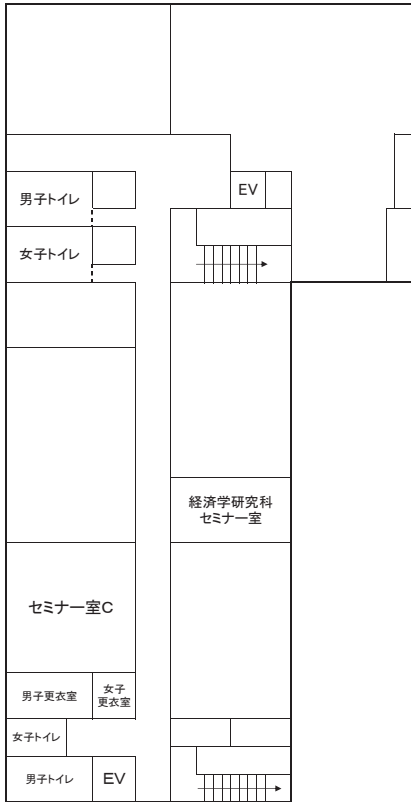 男子トイレ
EV
女子トイレ
経済学研究科
セミナー室
セミナー室C
男子更衣室
女子
更衣室
女子トイレ
男子トイレ
EV